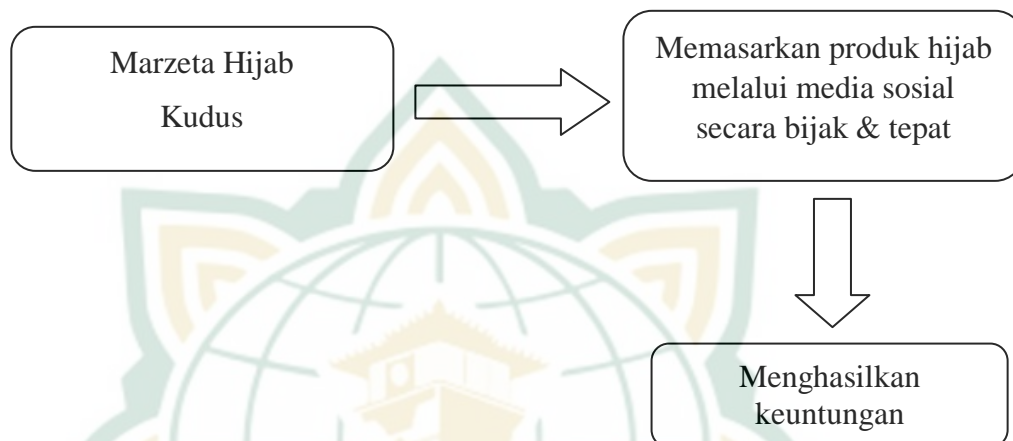 Marzeta Hijab
Kudus
Memasarkan produk hijab
melalui media sosial
secara bijak & tepat
Menghasilkan
keuntungan